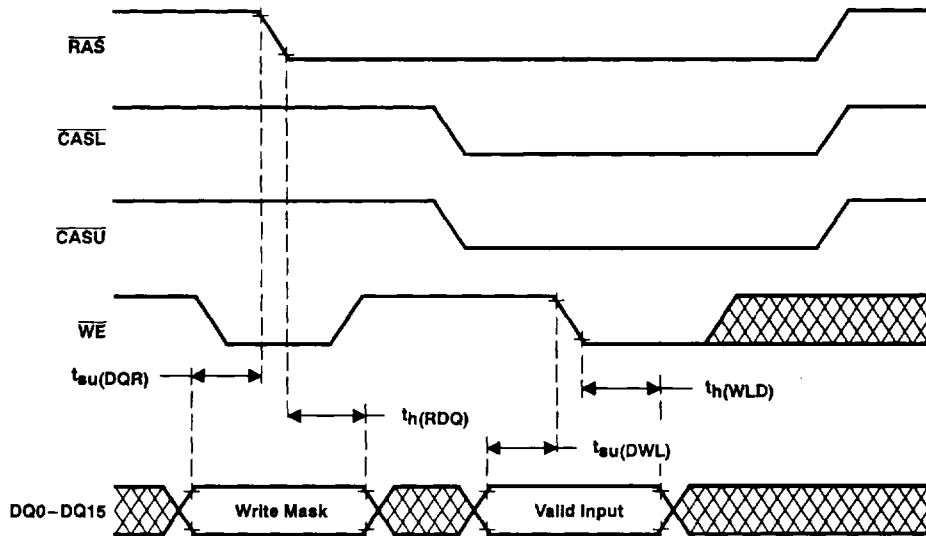 RAS
CASL
CASU
WE
tsu(DQR)
th(RDQ)
th(WLD)
tsu(DWL)
DQ0–DQ15
Write Mask
Valid Input